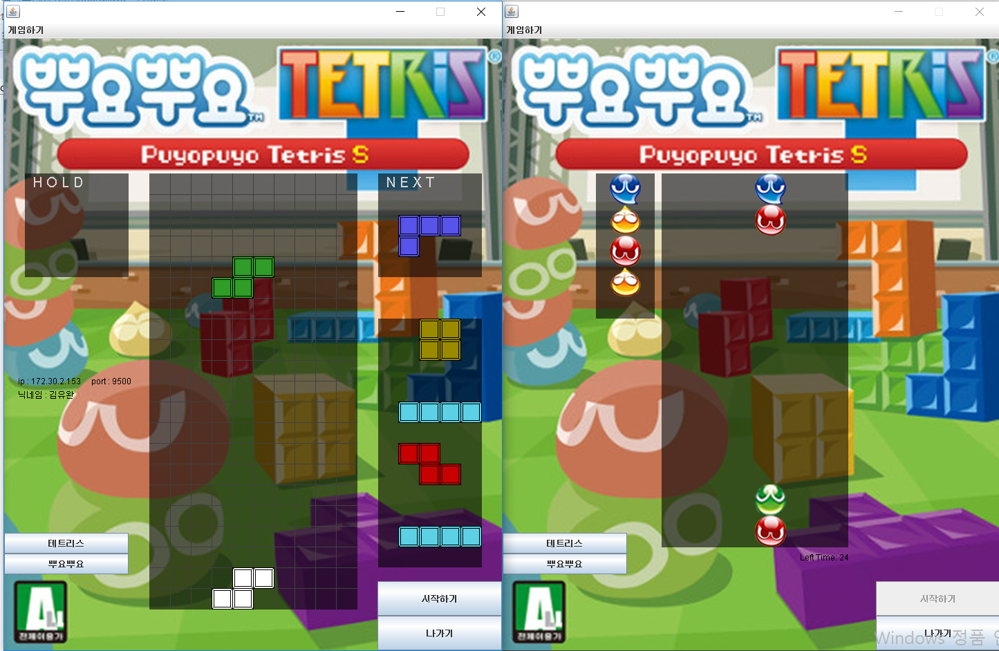 게임하기
뿌요뿌요™ TETRIS®
Puyopuyo Tetris S
HOLD
NEXT
ip : 172.30.2.153 port : 9500
닉네임 : 김유완
테트리스
뿌요뿌요
전체이용가
시작하기
나가기
게임하기
뿌요뿌요™ TETRIS®
Puyopuyo Tetris S
Left Time: 24
테트리스
뿌요뿌요
전체이용가
시작하기
나가기
Windows 정품